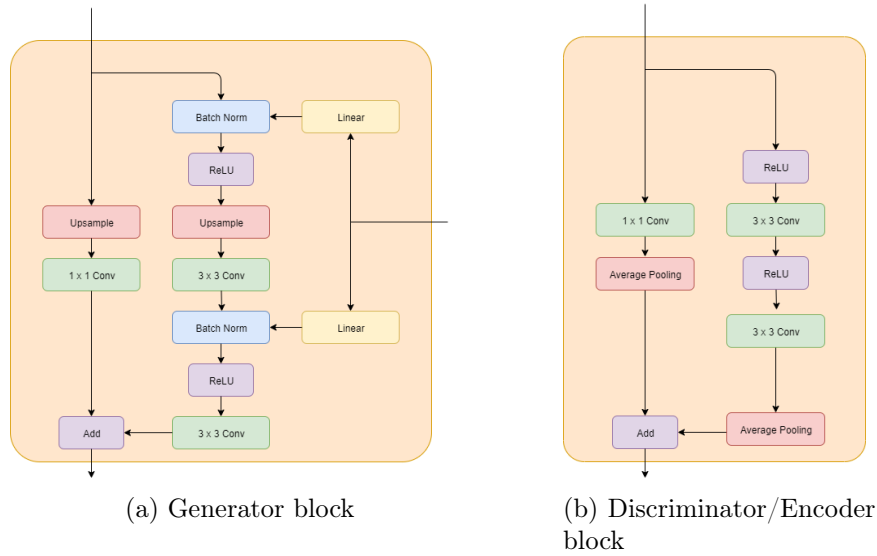 Batch Norm
Linear
ReLU
Upsample
Upsample
1 x 1 Conv
3 x 3 Conv
Batch Norm
Linear
ReLU
Add
3 x 3 Conv
(a) Generator block
ReLU
1 x 1 Conv
3 x 3 Conv
Average Pooling
ReLU
3 x 3 Conv
Add
Average Pooling
(b) Discriminator/Encoder
block